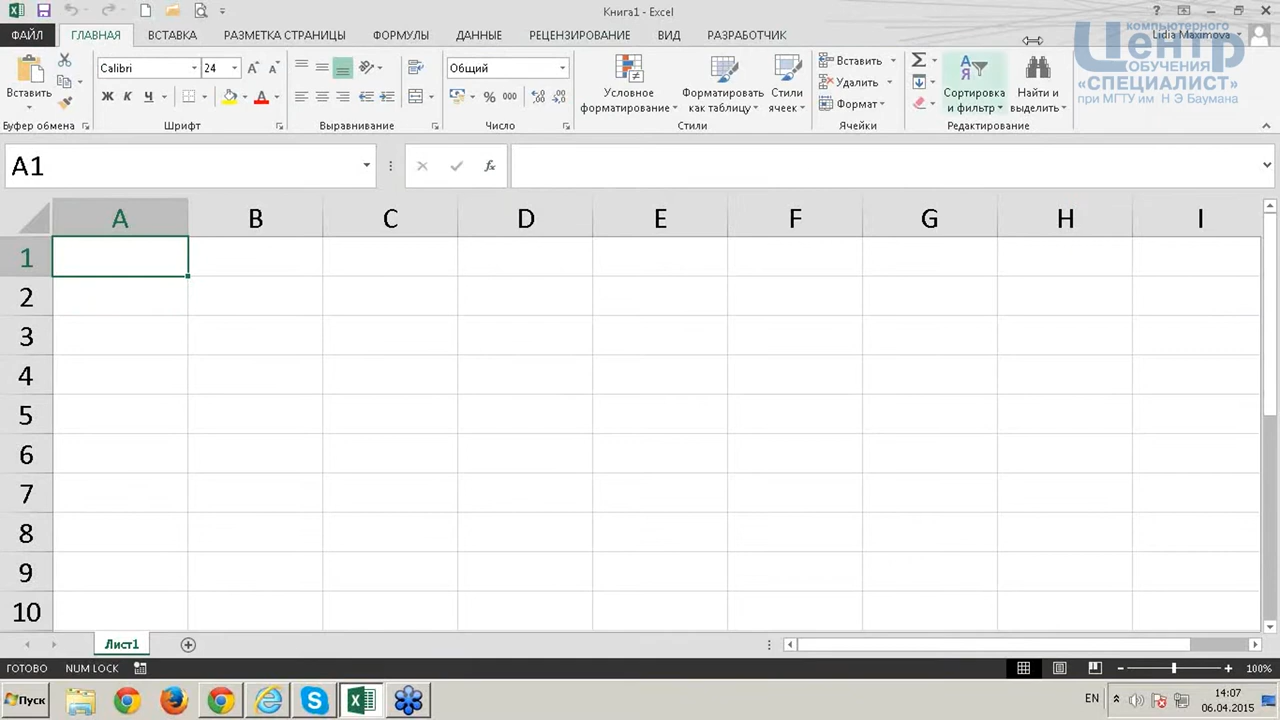 Книга1 - Excel
?
ФАЙЛ ГЛАВНАЯ ВСТАВКА РАЗМЕТКА СТРАНИЦЫ ФОРМУЛЫ ДАННЫЕ РЕЦЕНЗИРОВАНИЕ ВИД РАЗРАБОТЧИК Lidia Maximova
компьютерного
Центр
ОБУЧЕНИЯ
«СПЕЦИАЛИСТ»
при МГТУ им Н Э Баумана
Вставить
Calibri 24
Ж К Ч А
Общий
% 000
Условное
форматирование
Форматировать
как таблицу
Стили
ячеек
Вставить
Удалить
Формат
Сортировка
и фильтр
Найти и
выделить
Буфер обмена Шрифт Выравнивание Число Стили Ячейки Редактирование
A1 fx
A B C D E F G H I
1
2
3
4
5
6
7
8
9
10
Лист1
ГОТОВО NUM LOCK 100%
Пуск EN 14:07
06.04.2015